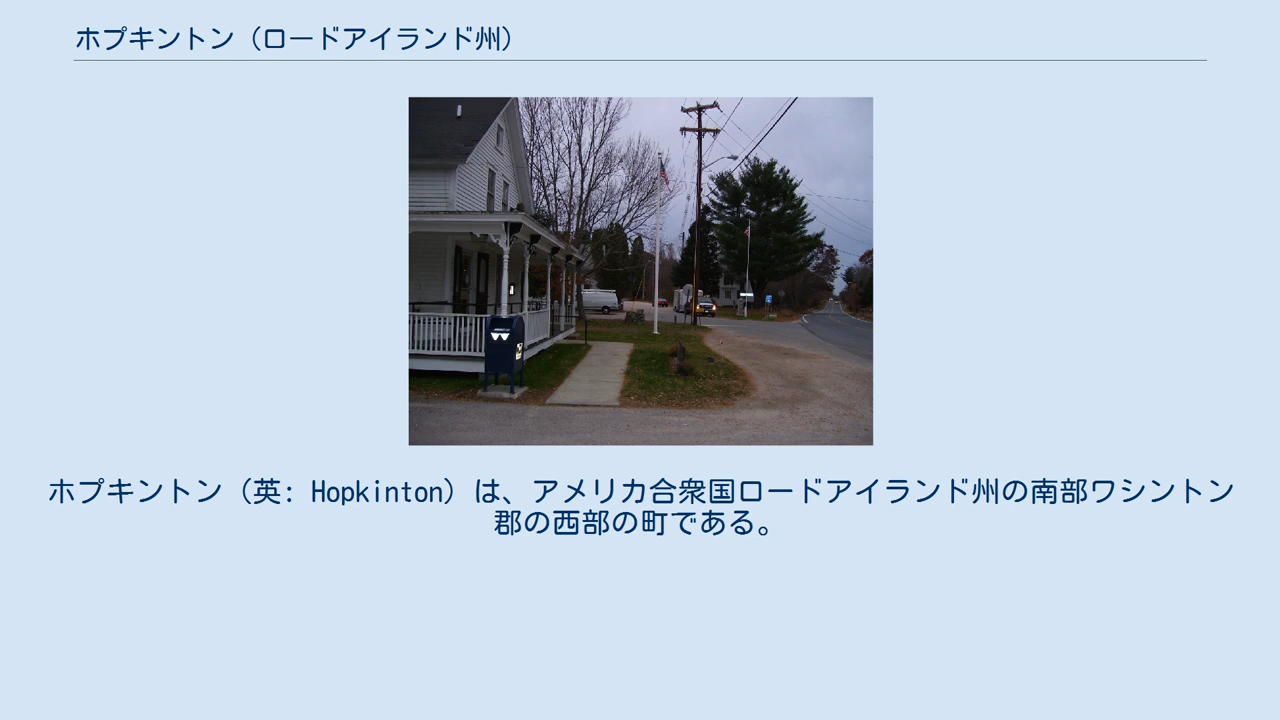 ホプキントン（ロードアイランド州）
ホプキントン（英: Hopkinton）は、アメリカ合衆国ロードアイランド州の南部ワシントン
郡の西部の町である。